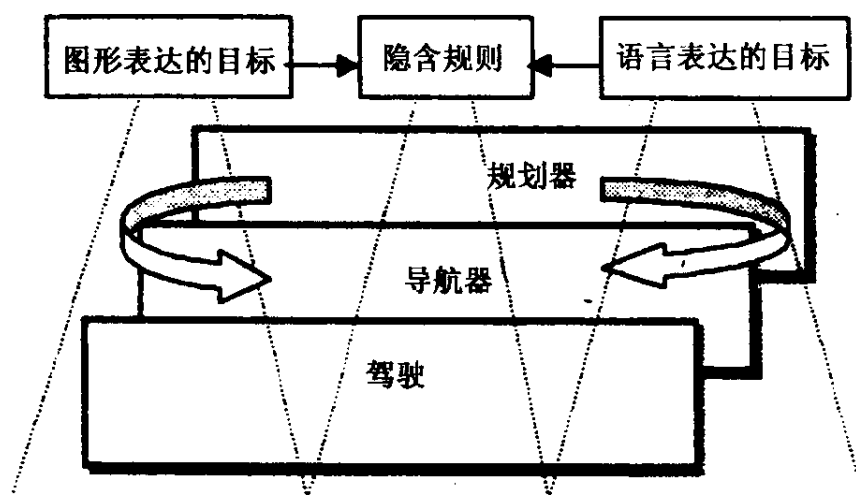 图形表达的目标
隐含规则
语言表达的目标
规划器
导航器
驾驶